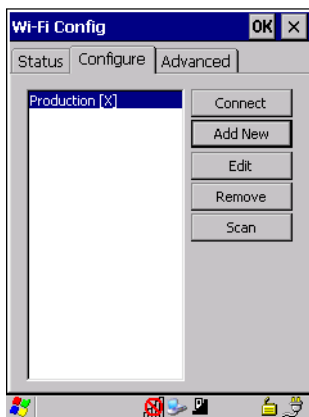 Wi-Fi Config OK ×
Status Configure Advanced
Production [X]
Connect
Add New
Edit
Remove
Scan